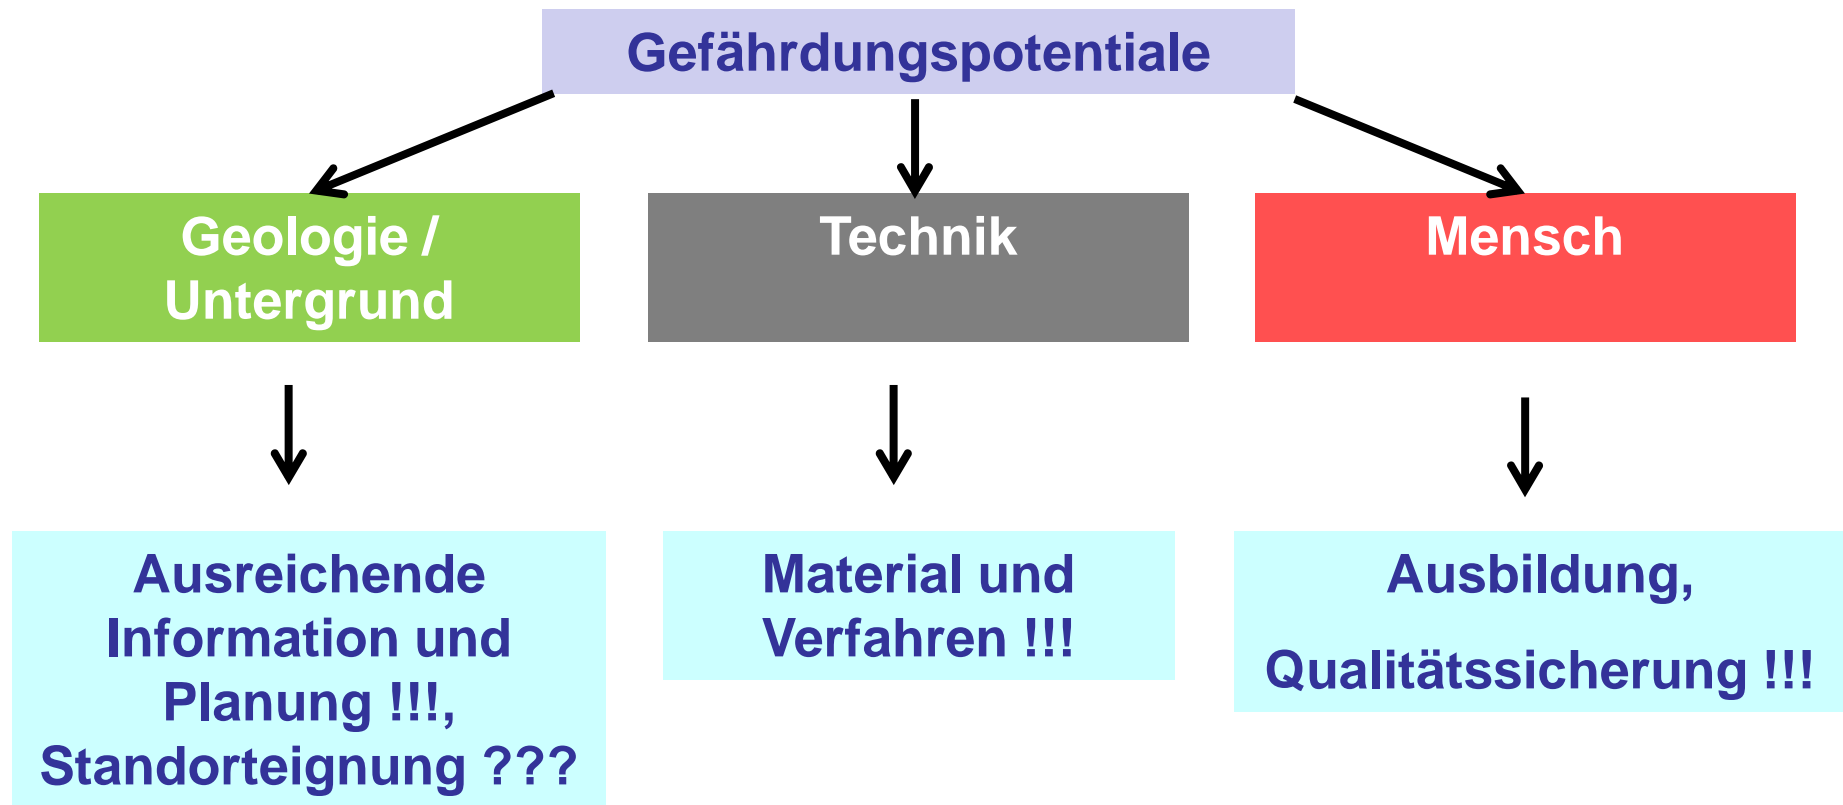 Gefährdungspotentiale
Geologie /
Untergrund
Technik
Mensch
Ausreichende
Information und
Planung !!!,
Standorteignung ???
Material und
Verfahren !!!
Ausbildung,
Qualitätssicherung !!!